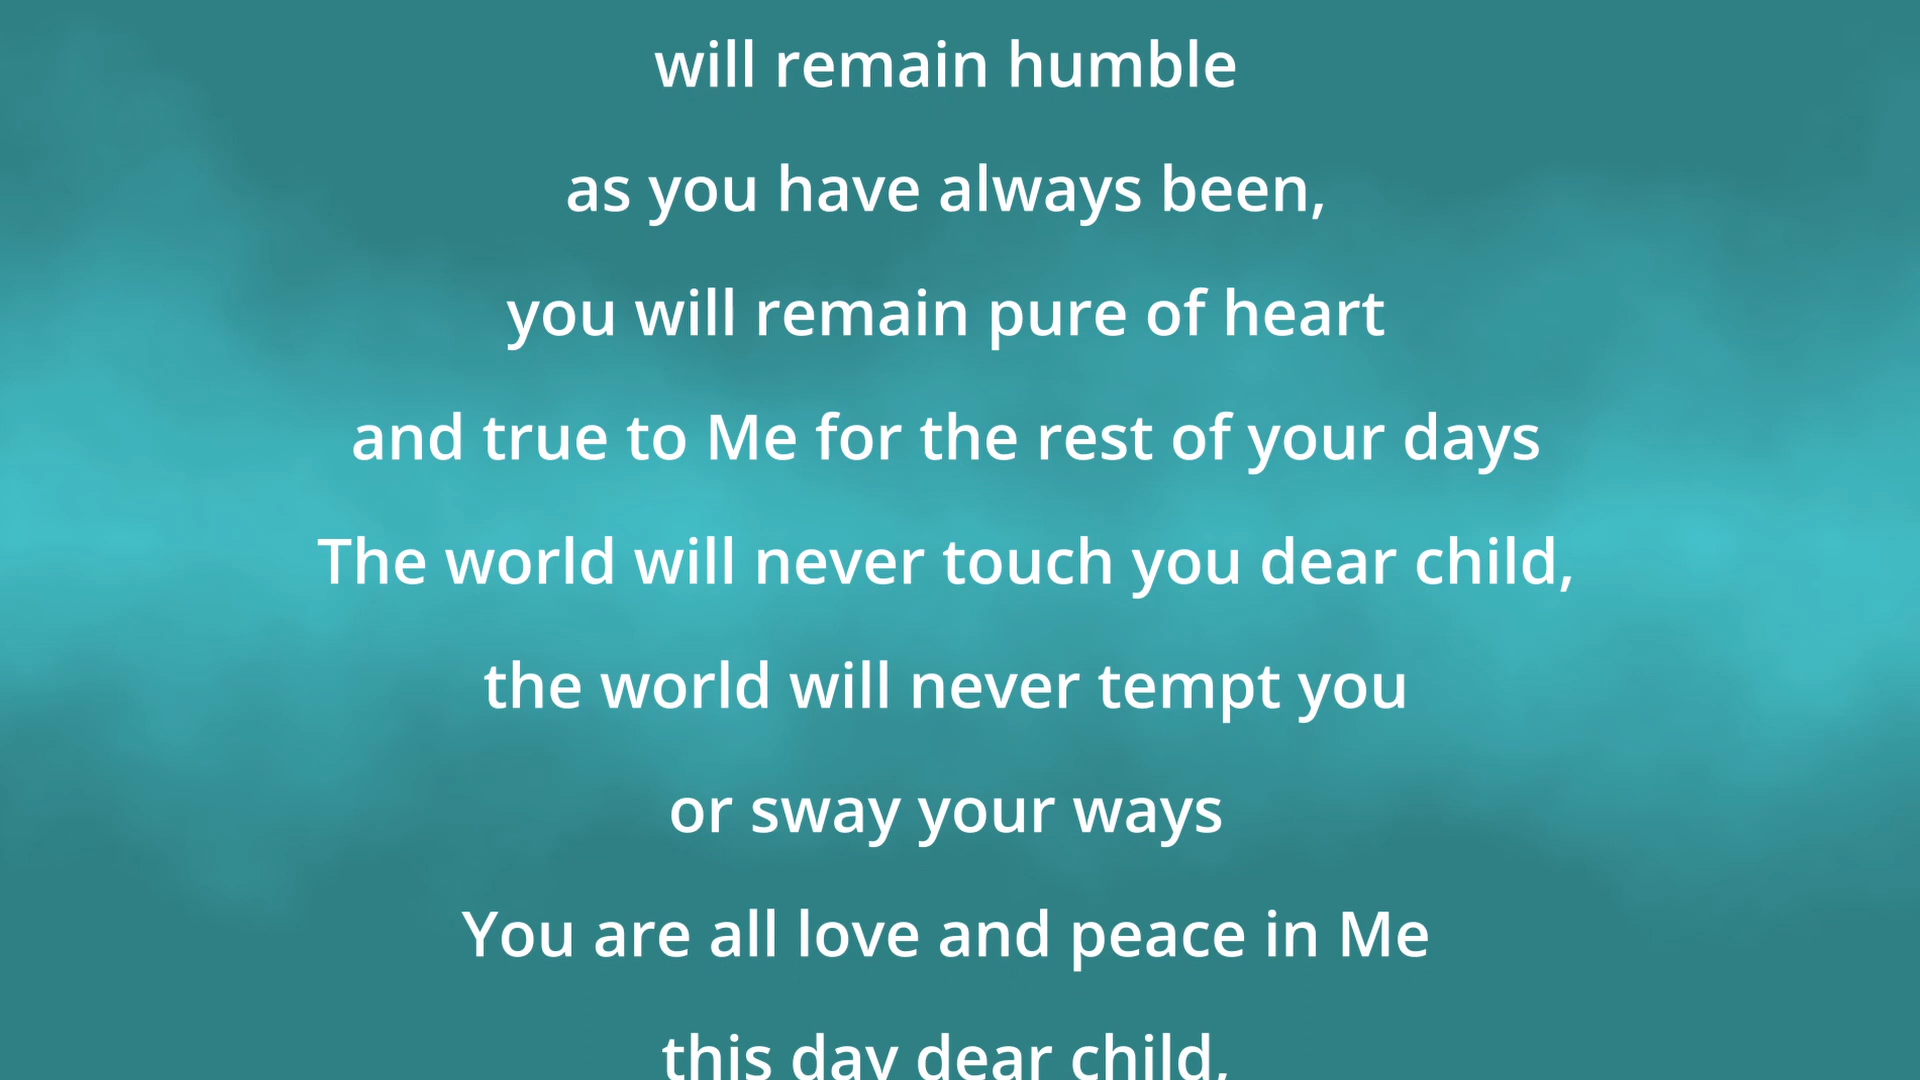 will remain humble
as you have always been,
you will remain pure of heart
and true to Me for the rest of your days
The world will never touch you dear child,
the world will never tempt you
or sway your ways
You are all love and peace in Me
this day dear child,